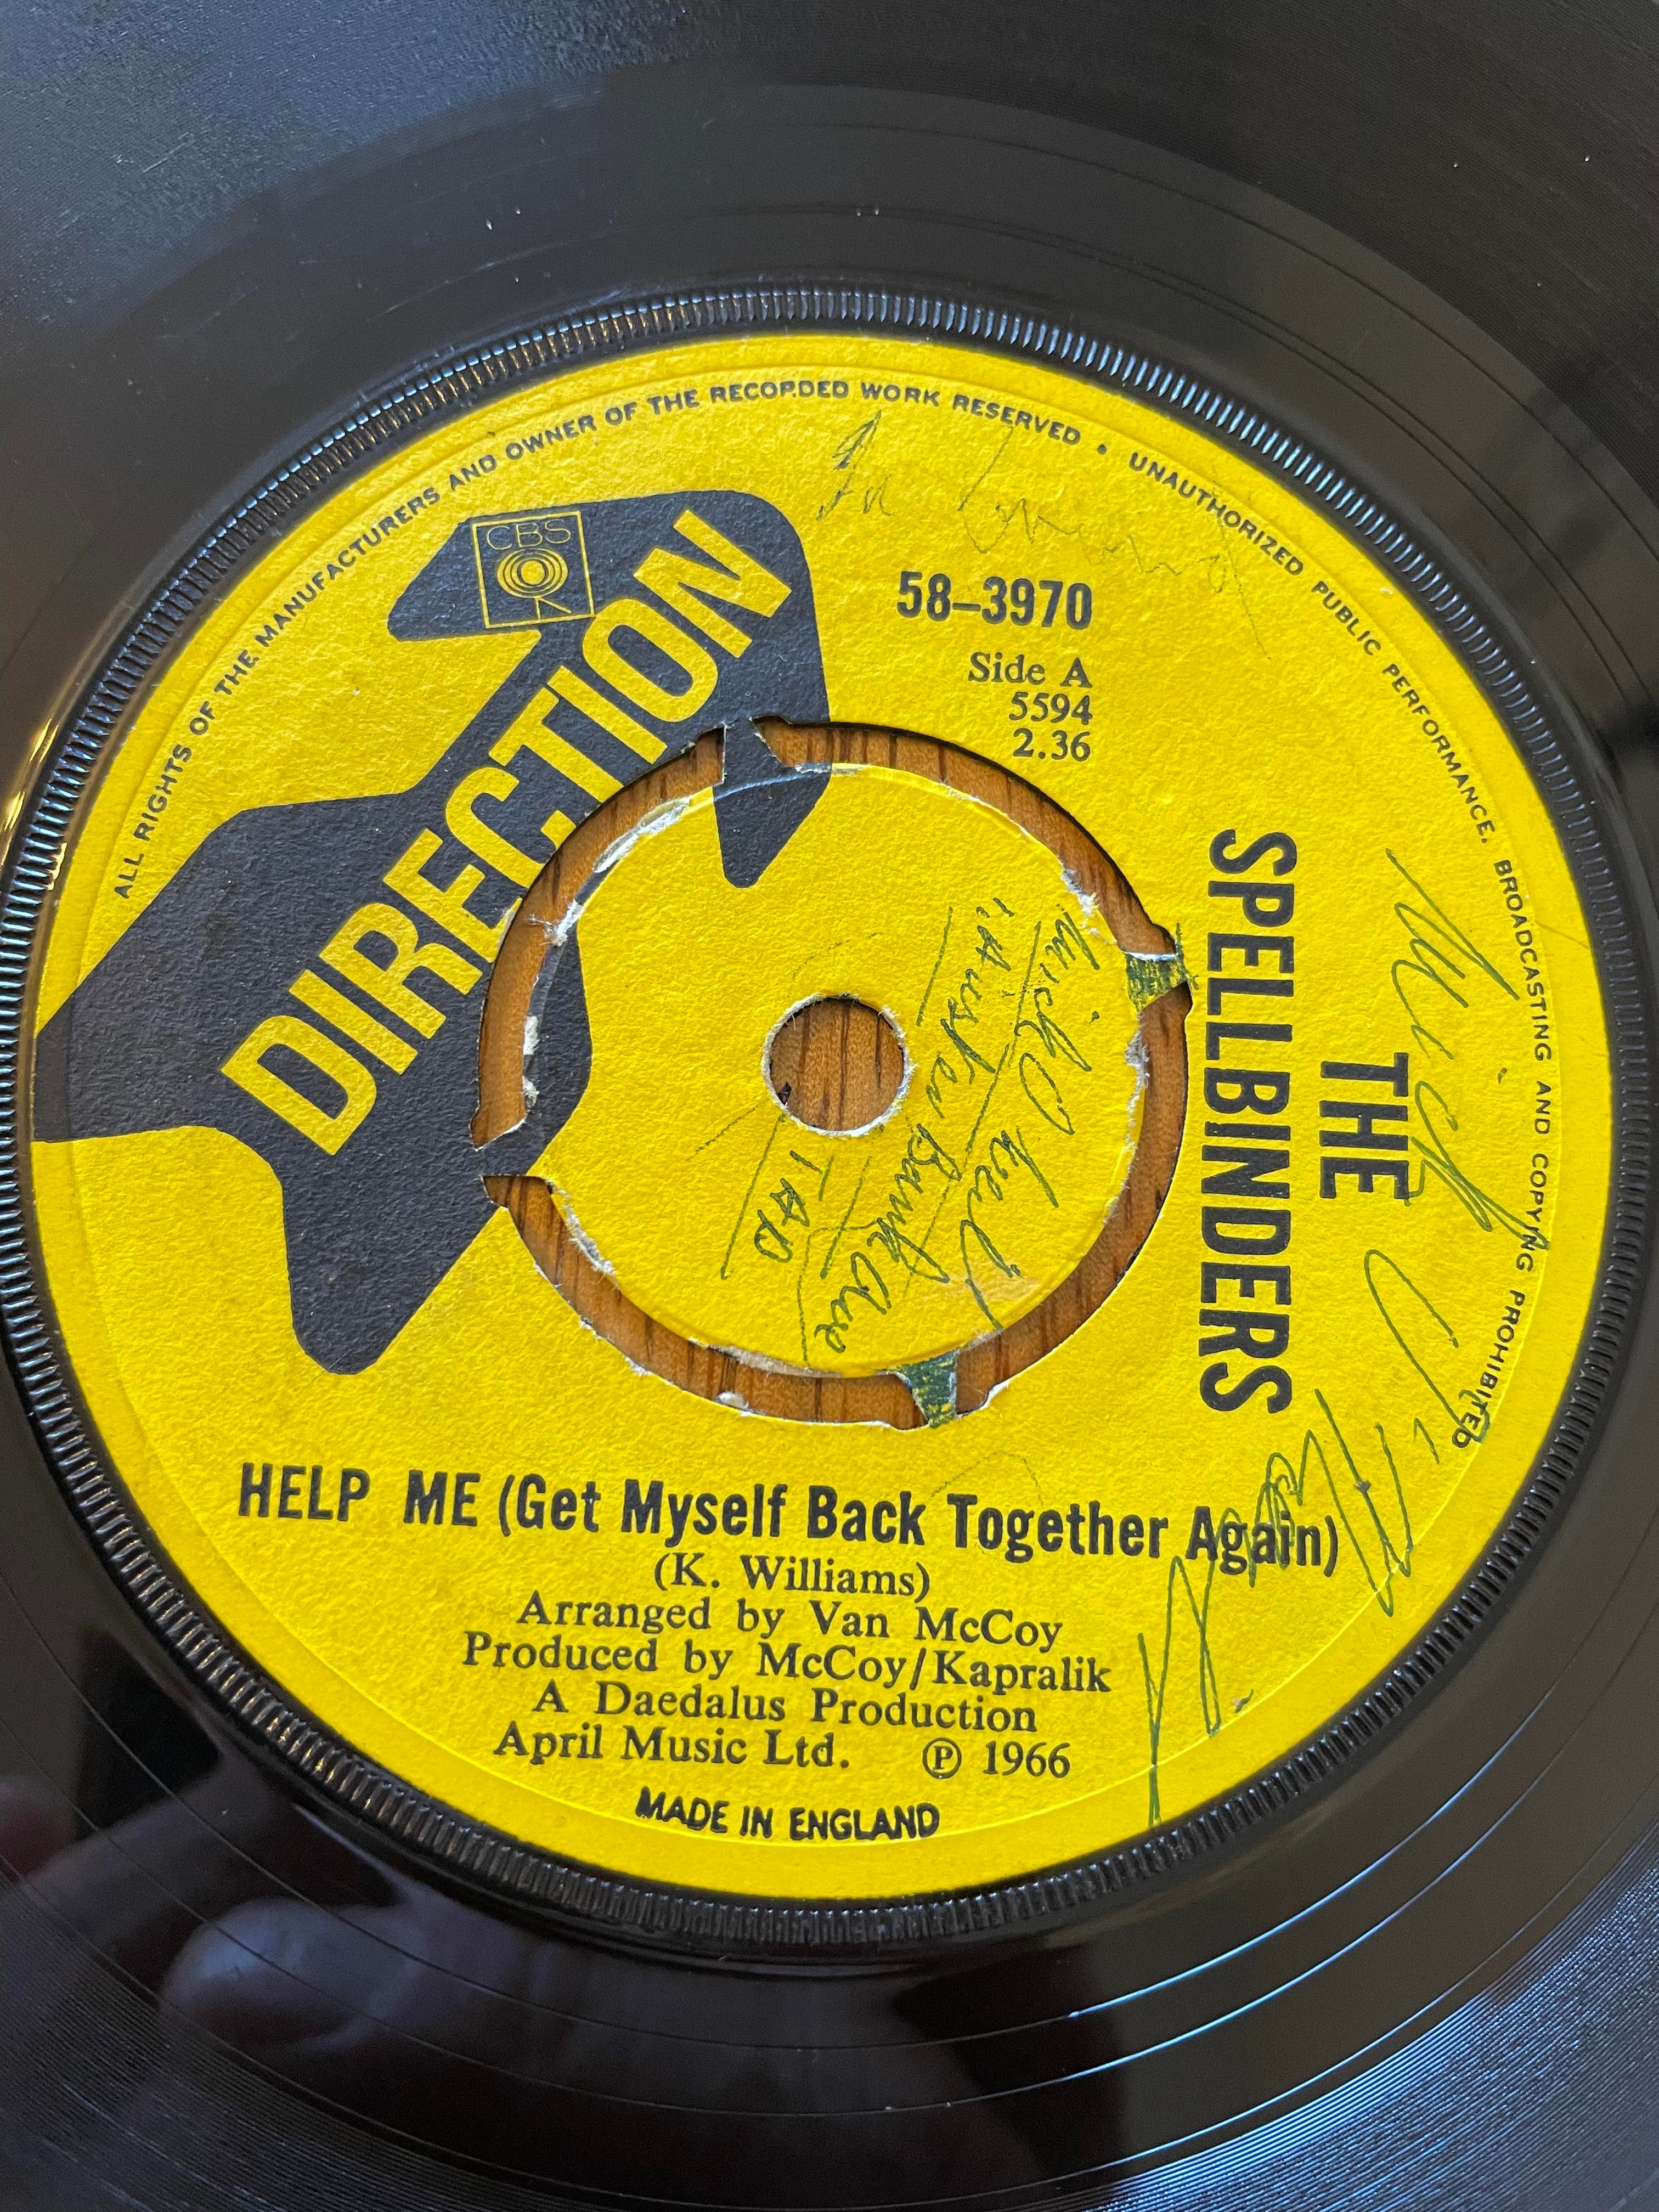 ALL RIGHTS OF THE MANUFACTURERS AND OWNER OF THE RECORDED WORK RESERVED • UNAUTHORIZED PUBLIC PERFORMANCE, BROADCASTING AND COPYING PROHIBITED
CBS
DIRECTION
58-3970
Side A
5594
2.36
THE
SPELLBINDERS
Mick
HELP ME (Get Myself Back Together Again)
(K. Williams)
Arranged by Van McCoy
Produced by McCoy/Kapralik
A Daedalus Production
April Music Ltd. ℗ 1966
MADE IN ENGLAND